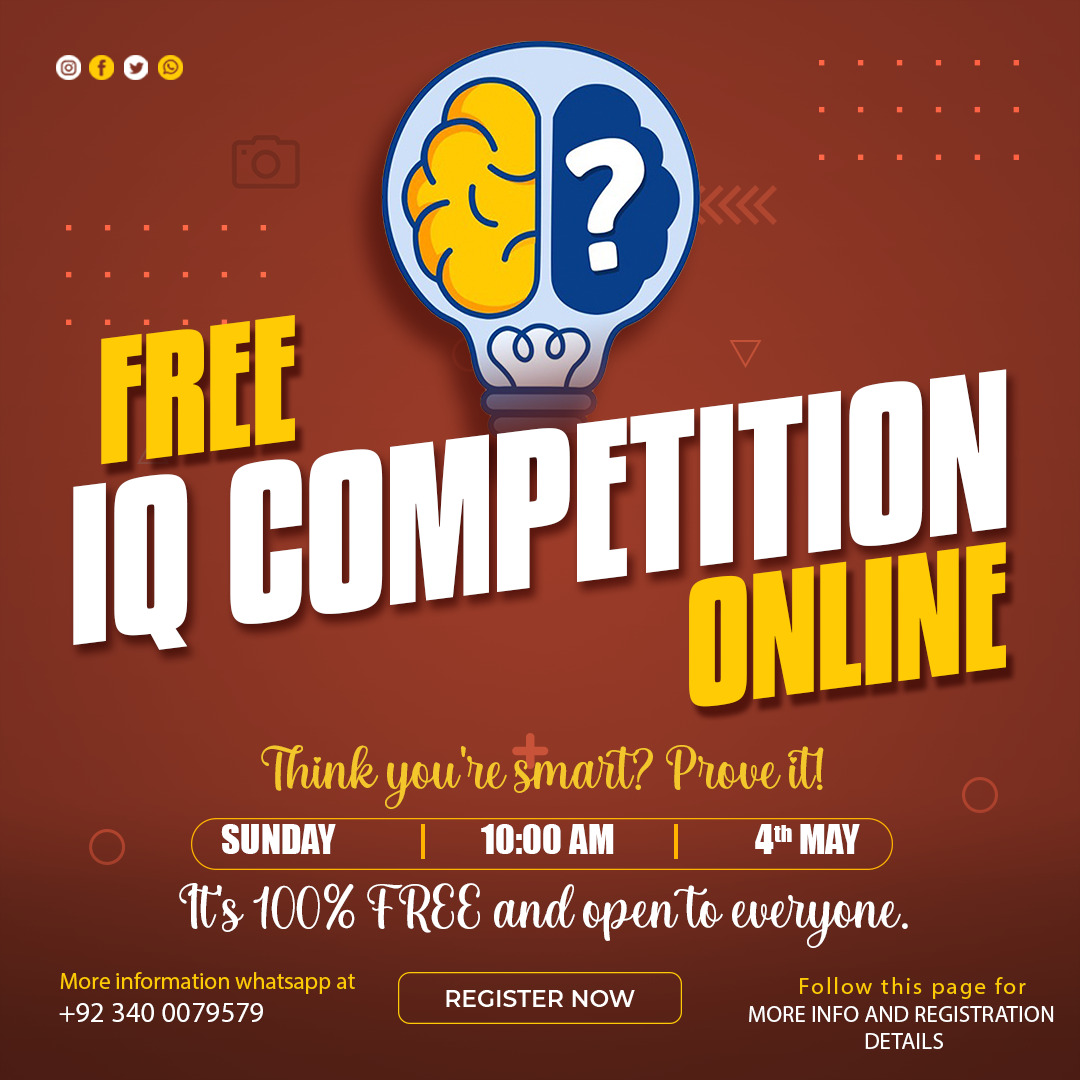 ?
FREE
IQ COMPETITION
ONLINE
Think you're smart? Prove it!
SUNDAY 10:00 AM 4th MAY
It's 100% FREE and open to everyone.
More information whatsapp at
+92 340 0079579
REGISTER NOW
Follow this page for
MORE INFO AND REGISTRATION
DETAILS